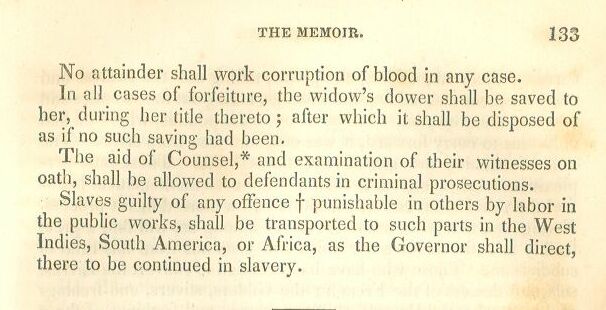 THE MEMOIR. 133
No attainder shall work corruption of blood in any case.
In all cases of forfeiture, the widow's dower shall be saved to
her, during her title thereto ; after which it shall be disposed of
as if no such saving had been.
The aid of Counsel,* and examination of their witnesses on
oath, shall be allowed to defendants in criminal prosecutions.
Slaves guilty of any offence † punishable in others by labor in
the public works, shall be transported to such parts in the West
Indies, South America, or Africa, as the Governor shall direct,
there to be continued in slavery.